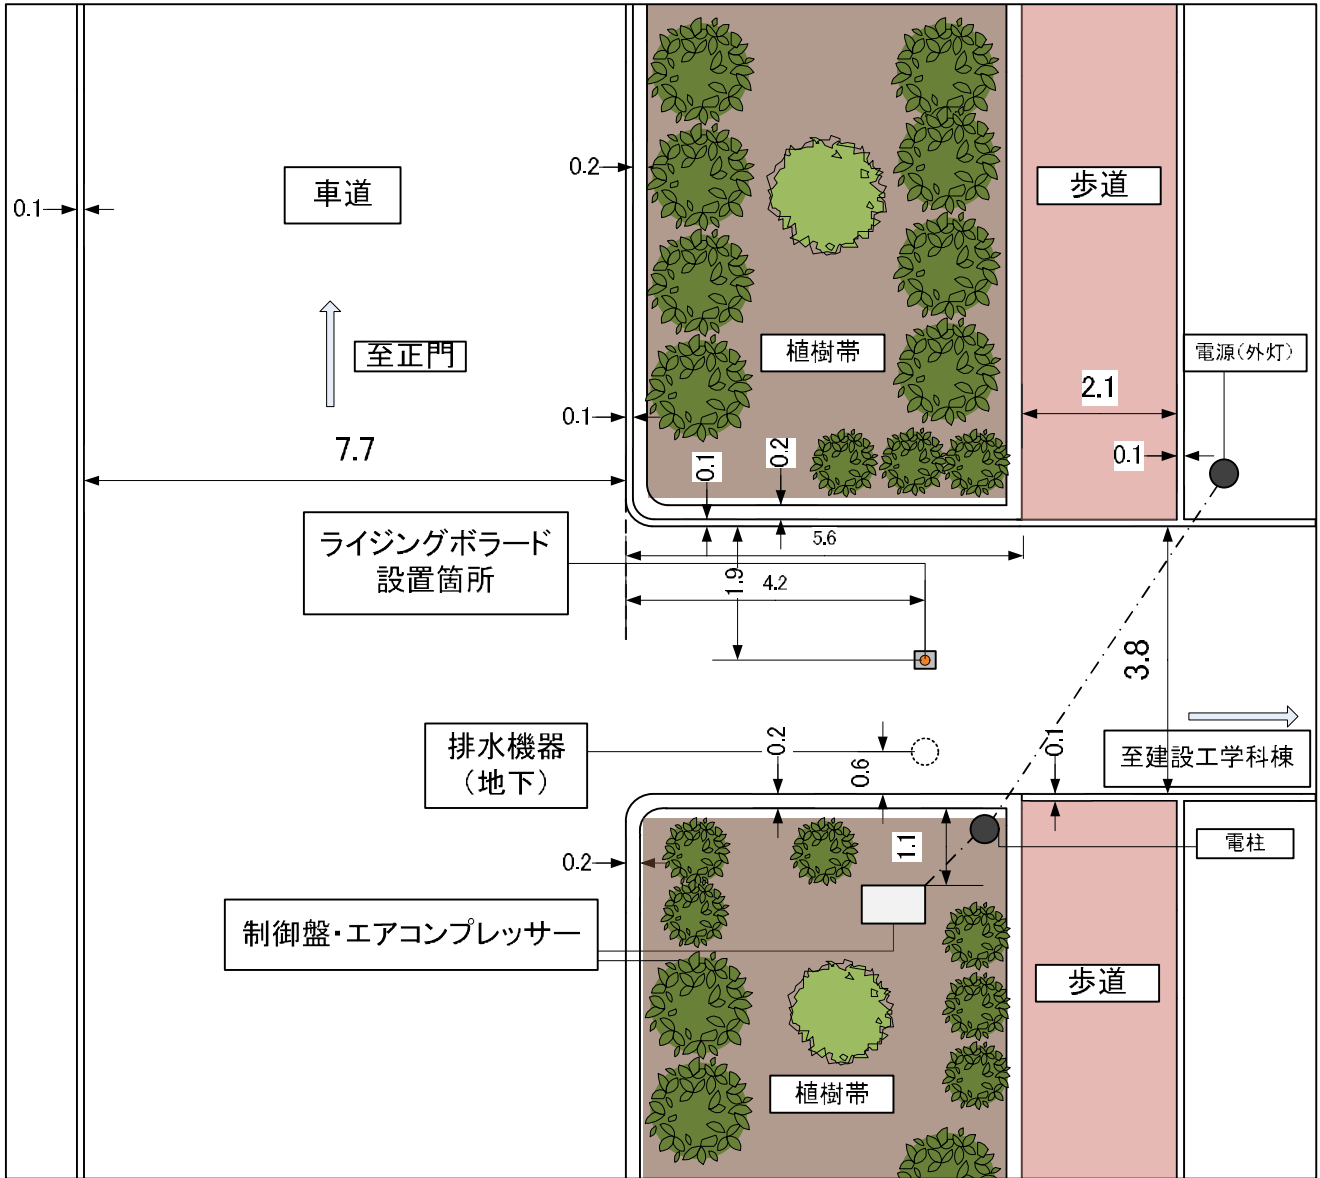 0.2
車道
歩道
0.1
植樹帯
電源(外灯)
至正門
2.1
0.1
7.7
0.1
0.2
0.1
ライジングボラード
設置箇所
5.6
1.9
4.2
3.8
排水機器
(地下)
0.2
0.6
0.1
至建設工学科棟
1.1
電柱
0.2
制御盤・エアコンプレッサー
歩道
植樹帯